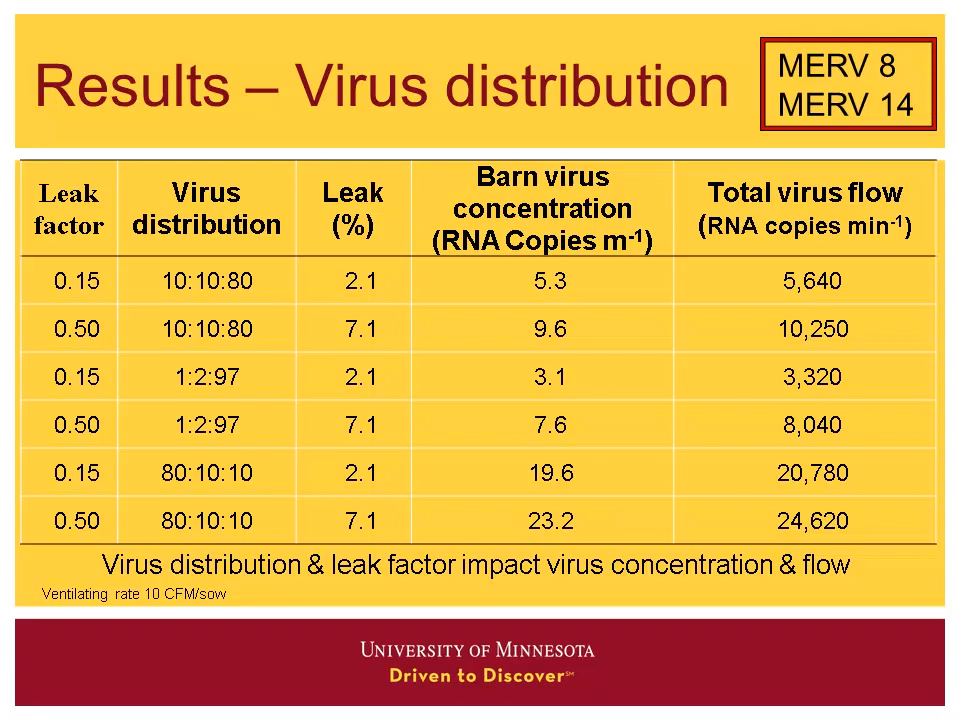 Results – Virus distribution
MERV 8
MERV 14
Leak factor | Virus distribution | Leak (%) | Barn virus concentration (RNA Copies m-1) | Total virus flow (RNA copies min-1)
0.15 10:10:80 2.1 5.3 5,640
0.50 10:10:80 7.1 9.6 10,250
0.15 1:2:97 2.1 3.1 3,320
0.50 1:2:97 7.1 7.6 8,040
0.15 80:10:10 2.1 19.6 20,780
0.50 80:10:10 7.1 23.2 24,620
Virus distribution & leak factor impact virus concentration & flow
Ventilating rate 10 CFM/sow
UNIVERSITY OF MINNESOTA
Driven to Discover℠